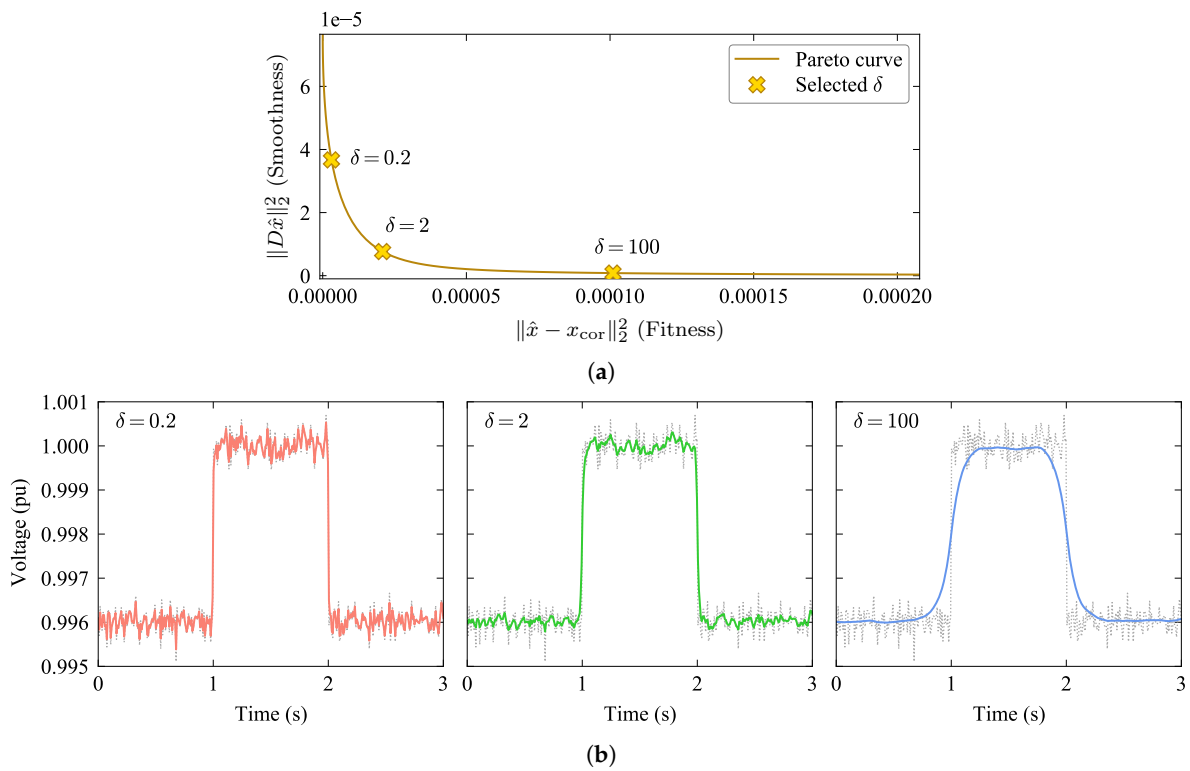 1e−5
6
4
2
0
‖Dx̂‖₂² (Smoothness)
Pareto curve
Selected δ
δ = 0.2
δ = 2
δ = 100
0.00000 0.00005 0.00010 0.00015 0.00020
‖x̂ − x_cor‖₂² (Fitness)
(a)
1.001
1.000
0.999
0.998
0.997
0.996
0.995
Voltage (pu)
δ = 0.2
δ = 2
δ = 100
0 1 2 3
0 1 2 3
0 1 2 3
Time (s)
Time (s)
Time (s)
(b)